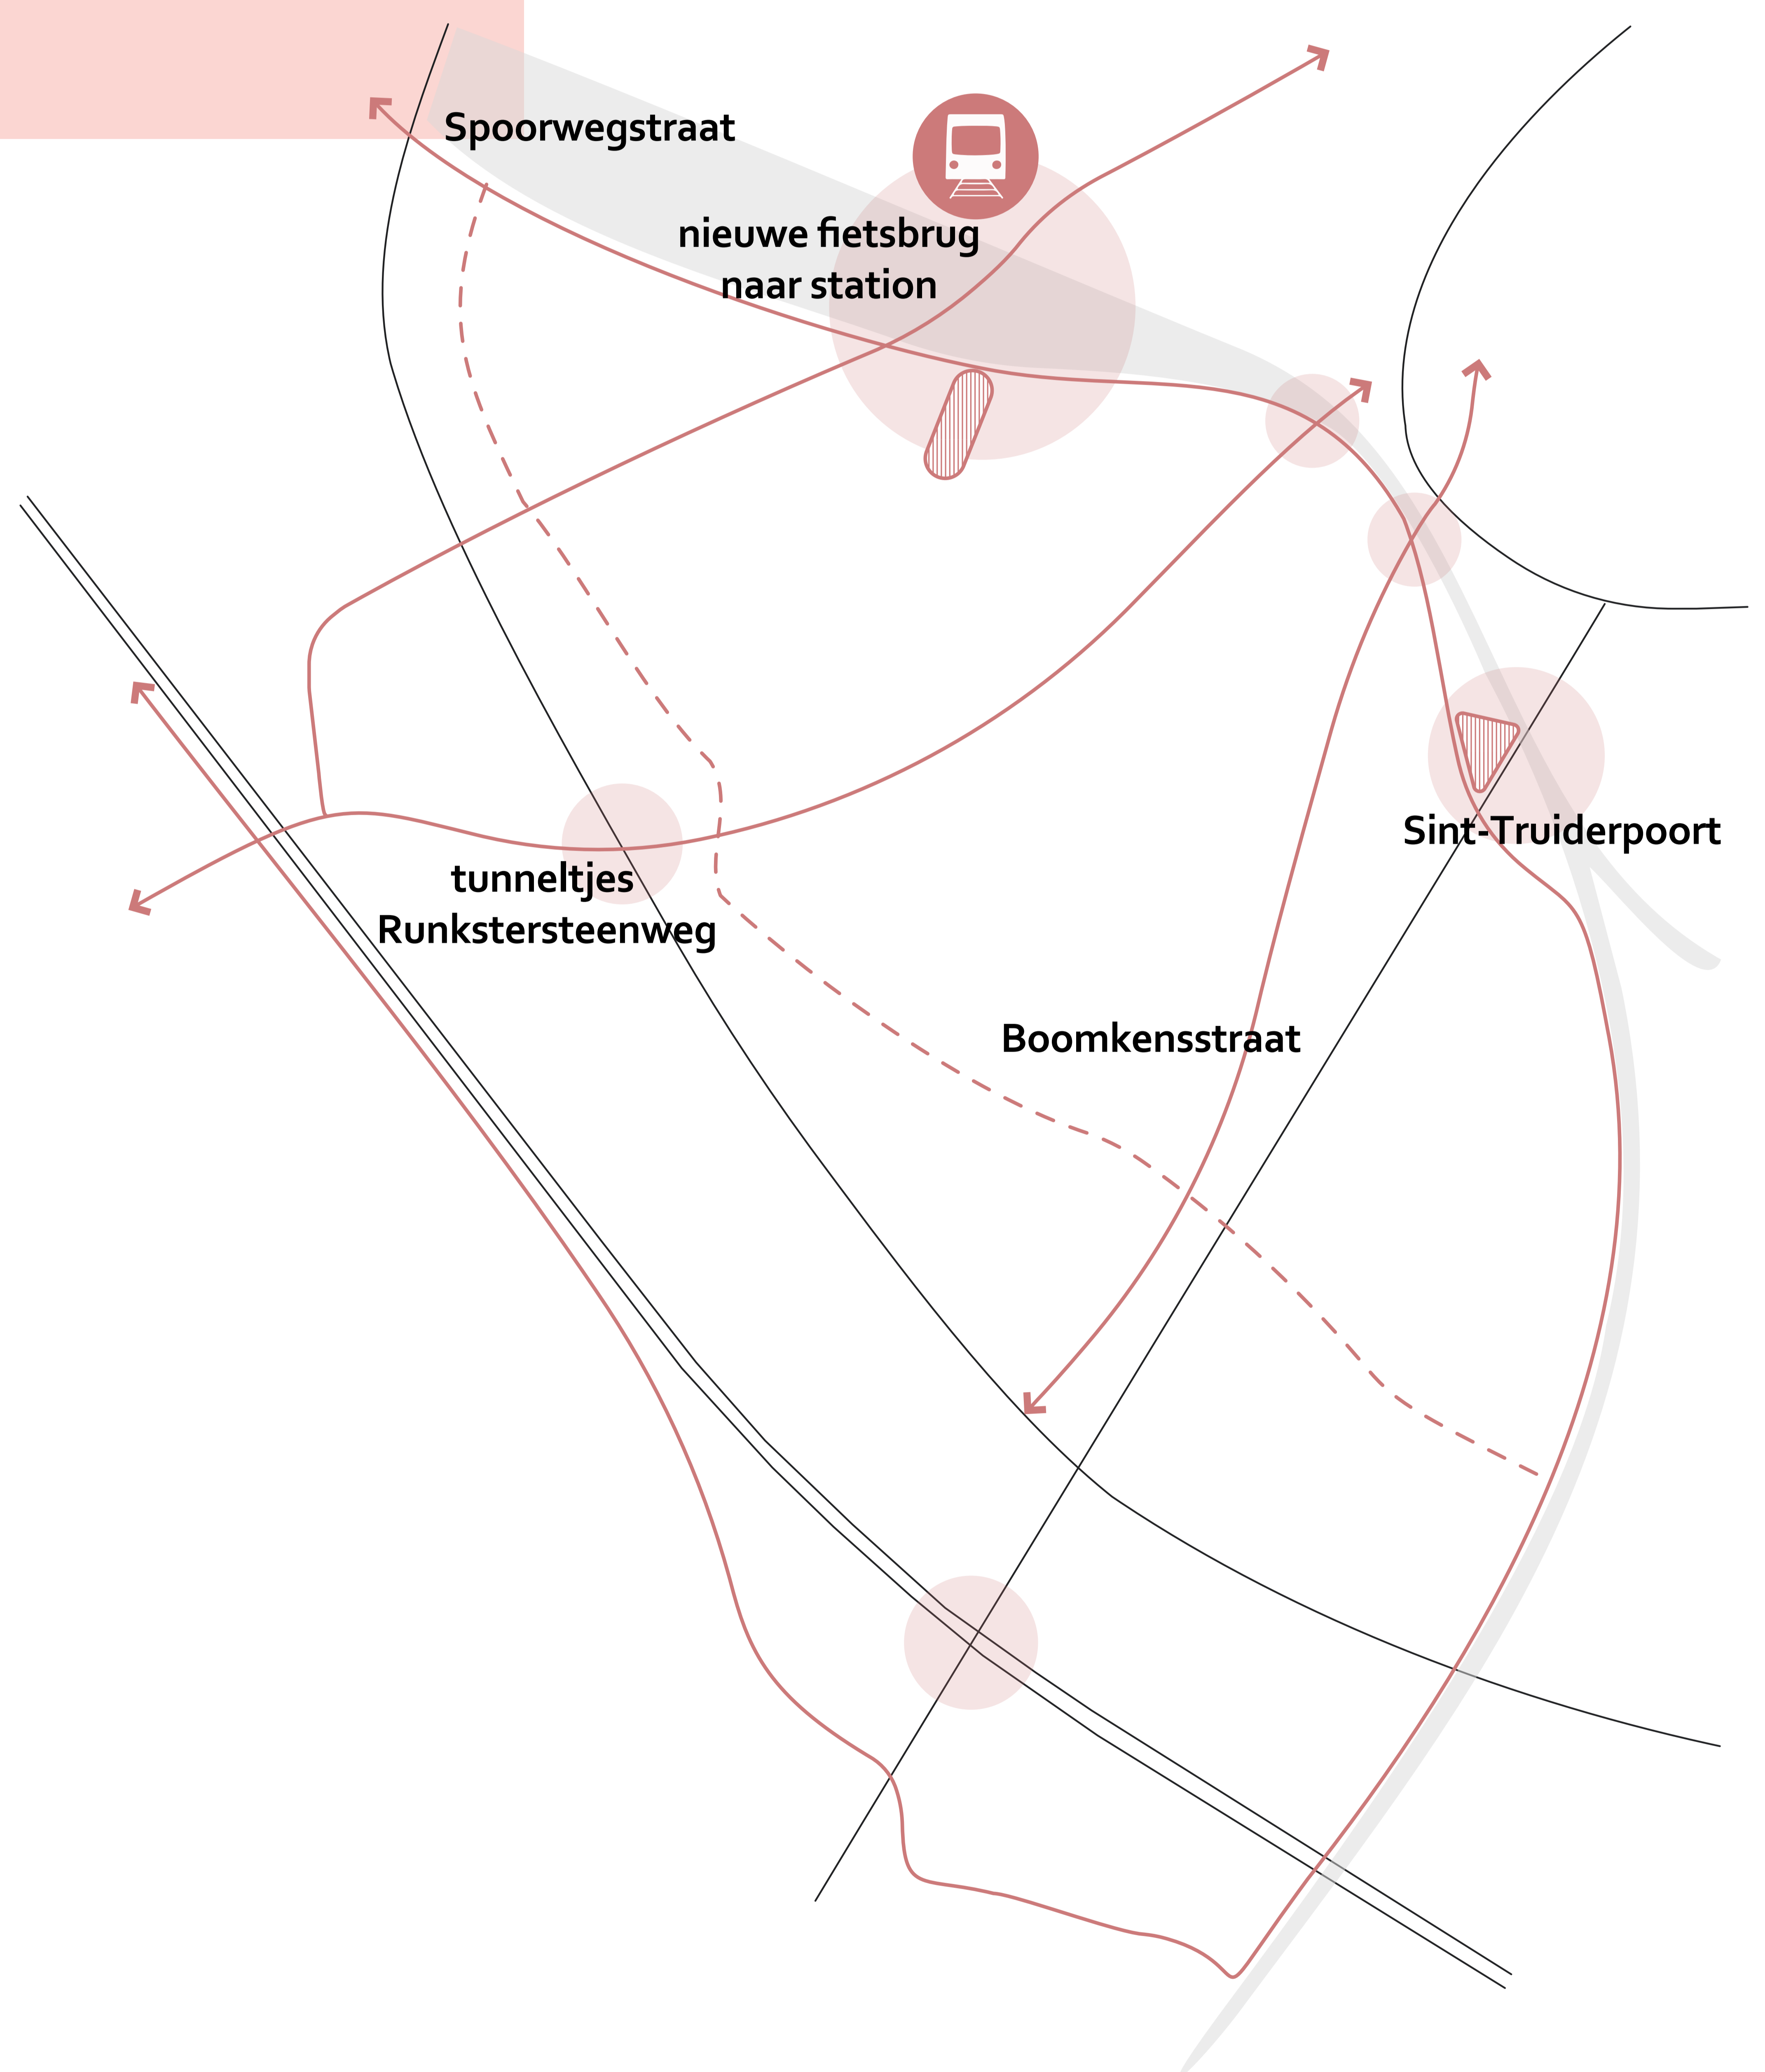 Spoorwegstraat
nieuwe fietsbrug
naar station
Sint-Truiderpoort
tunneltjes
Runkstersteenweg
Boomkensstraat